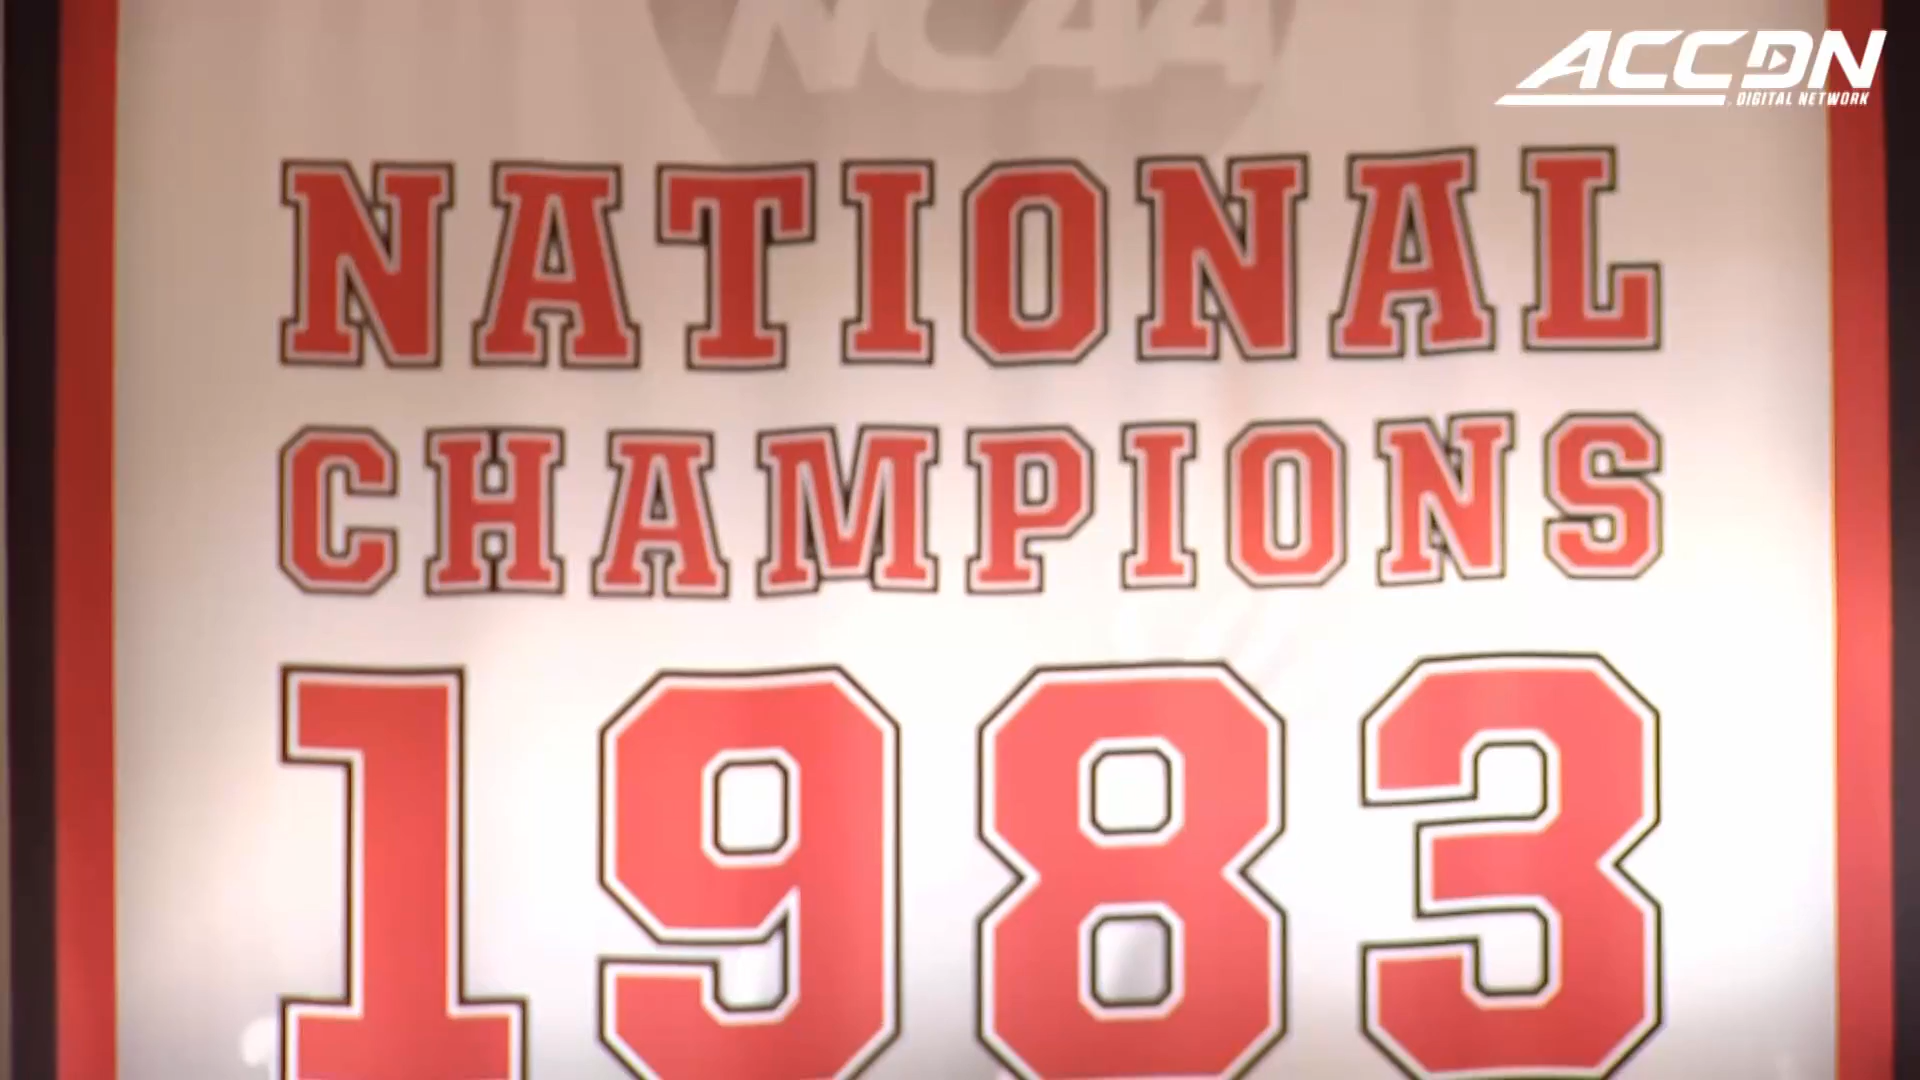 NCAA
ACCDN
DIGITAL NETWORK
NATIONAL
CHAMPIONS
1983